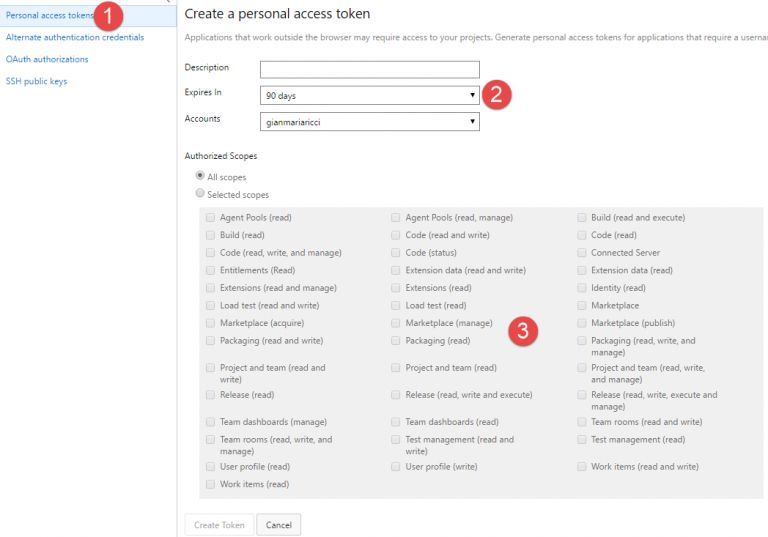 Personal access tokens
1
Alternate authentication credentials
OAuth authorizations
SSH public keys
Create a personal access token
Applications that work outside the browser may require access to your projects. Generate personal access tokens for applications that require a
Description
Expires In
90 days
2
Accounts
gianmariaricci
Authorized Scopes
All scopes
Selected scopes
Agent Pools (read)
Agent Pools (read, manage)
Build (read and execute)
Build (read)
Code (read and write)
Code (read)
Code (read, write, and manage)
Code (status)
Connected Server
Entitlements (Read)
Extension data (read and write)
Extension data (read)
Extensions (read and manage)
Extensions (read)
Identity (read)
Load test (read and write)
Load test (read)
Marketplace
Marketplace (acquire)
Marketplace (manage)
3
Marketplace (publish)
Packaging (read and write)
Packaging (read)
Packaging (read, write, and
manage)
Project and team (read and
write)
Project and team (read)
Project and team (read, write,
and manage)
Release (read)
Release (read, write and execute)
Release (read, write, execute and
manage)
Team dashboards (manage)
Team dashboards (read)
Team rooms (read and write)
Team rooms (read, write, and
manage)
Test management (read and
write)
Test management (read)
User profile (read)
User profile (write)
Work items (read and write)
Work items (read)
Create Token
Cancel